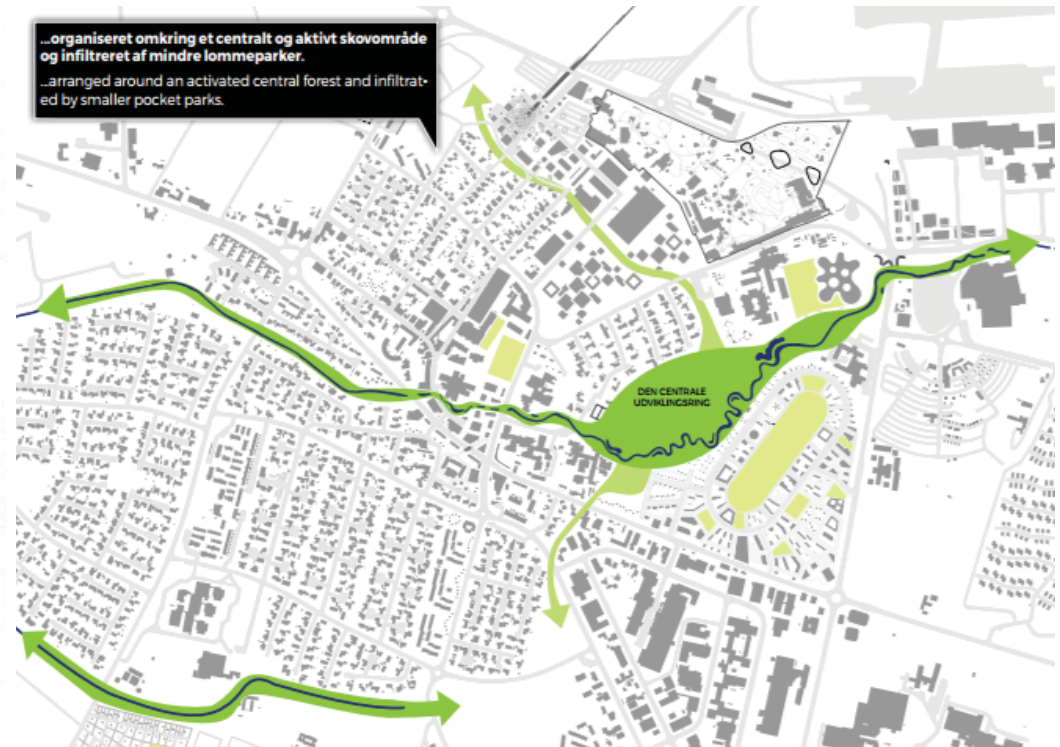 ...organiseret omkring et centralt og aktivt skovområde
og infiltreret af mindre lommeparker.
...arranged around an activated central forest and infiltrat-
ed by smaller pocket parks.
DEN CENTRALE
UDVIKLINGSRING